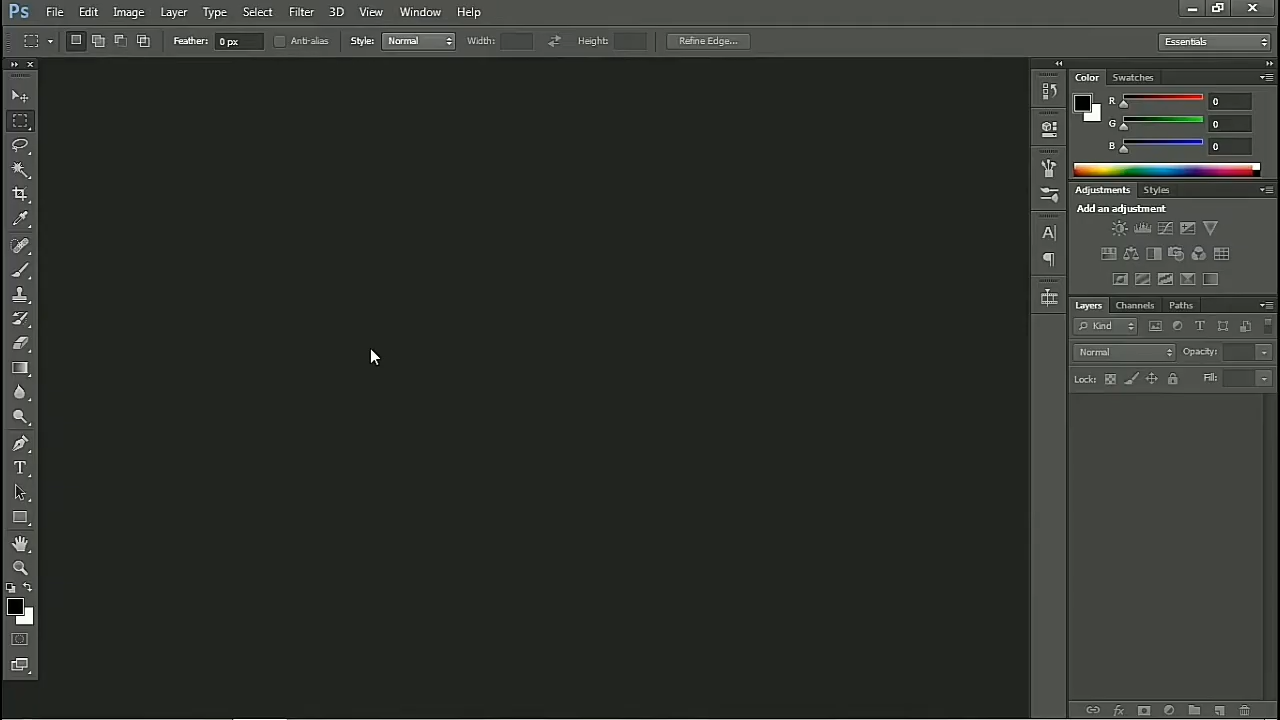 Ps File Edit Image Layer Type Select Filter 3D View Window Help
Feather: 0 px Anti-alias Style: Normal Width: Height: Refine Edge... Essentials
Color Swatches
R 0
G 0
B 0
Adjustments Styles
Add an adjustment
Layers Channels Paths
Kind
Normal Opacity:
Lock: Fill: